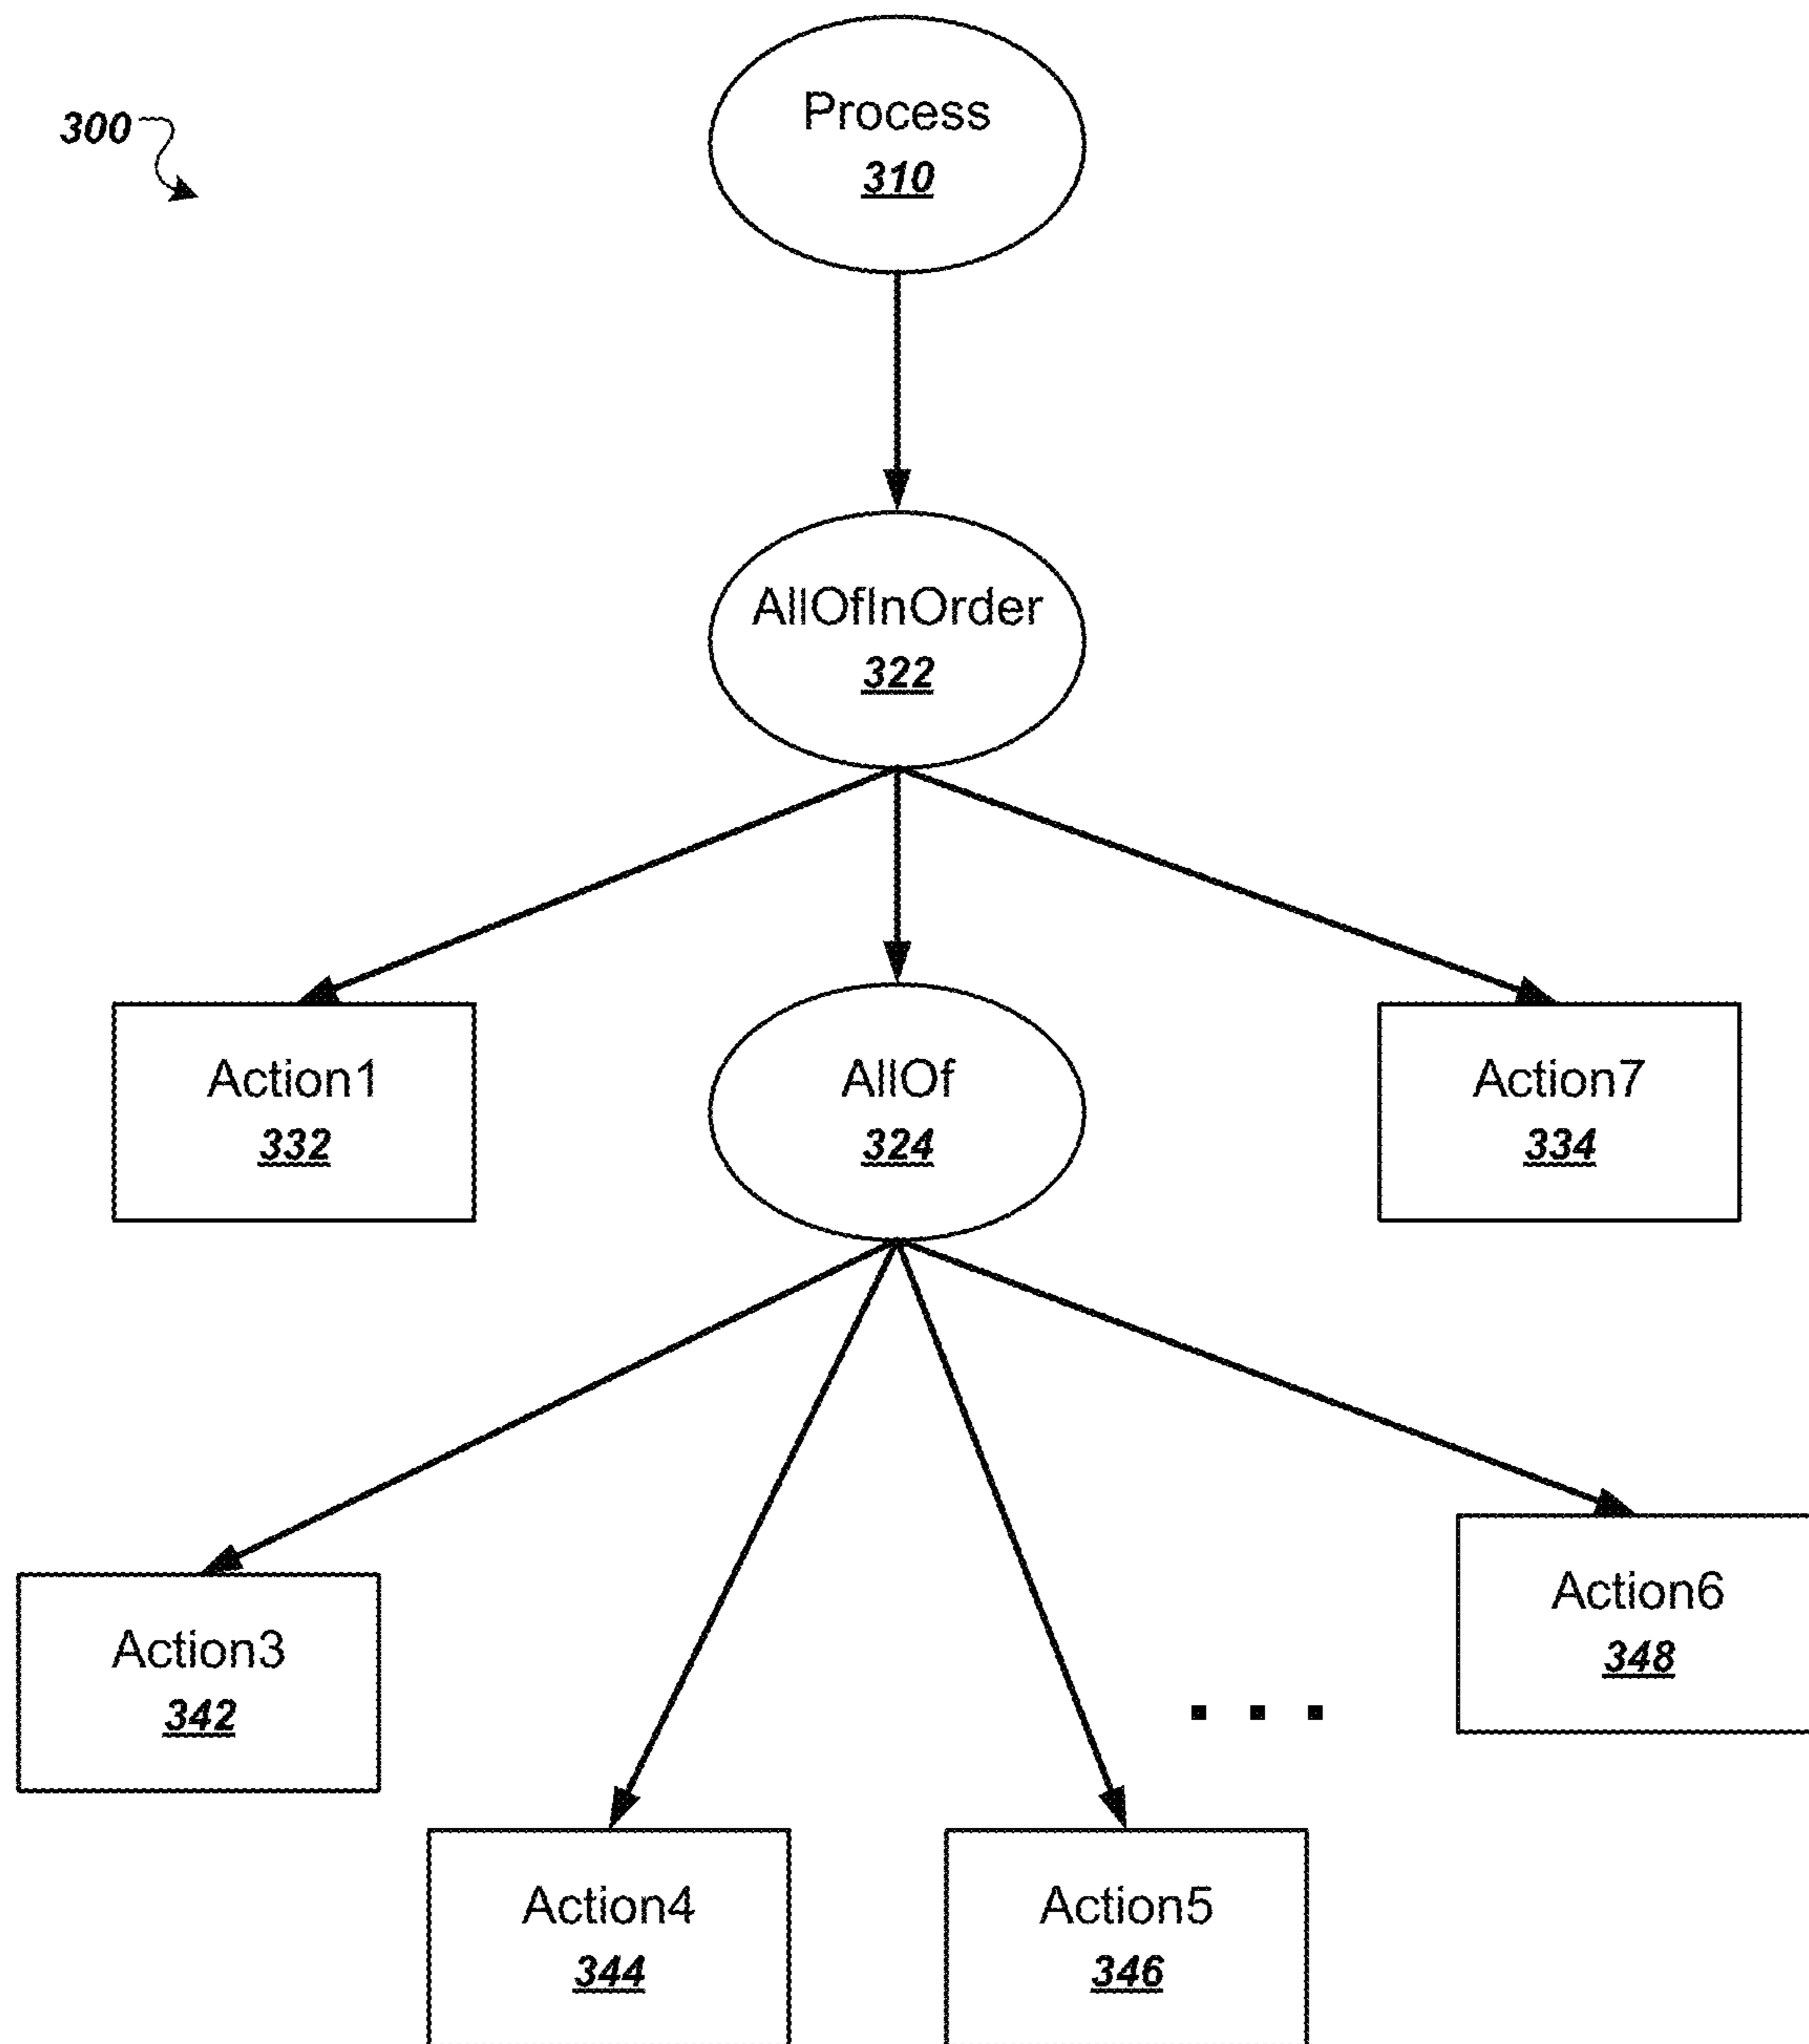 300
Process
310
AllOfInOrder
322
Action1
332
AllOf
324
Action7
334
Action3
342
Action4
344
Action5
346
. . .
Action6
348